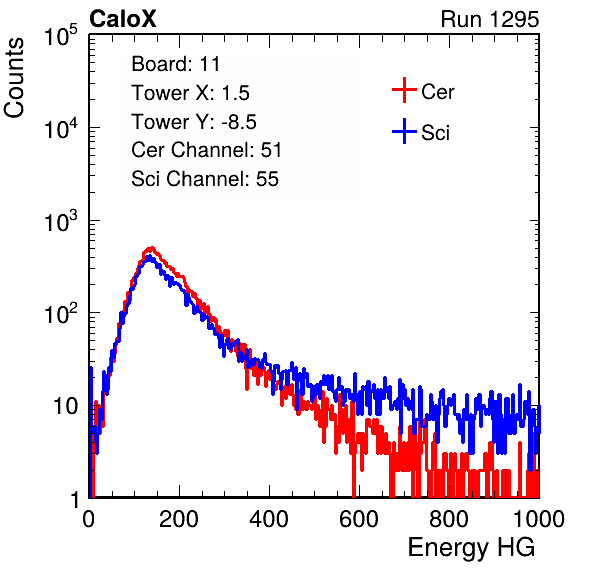 CaloX Run 1295
Counts
10^5
10^4
10^3
10^2
10
1
Board: 11
Tower X: 1.5
Tower Y: -8.5
Cer Channel: 51
Sci Channel: 55
Cer
Sci
0 200 400 600 800 1000
Energy HG